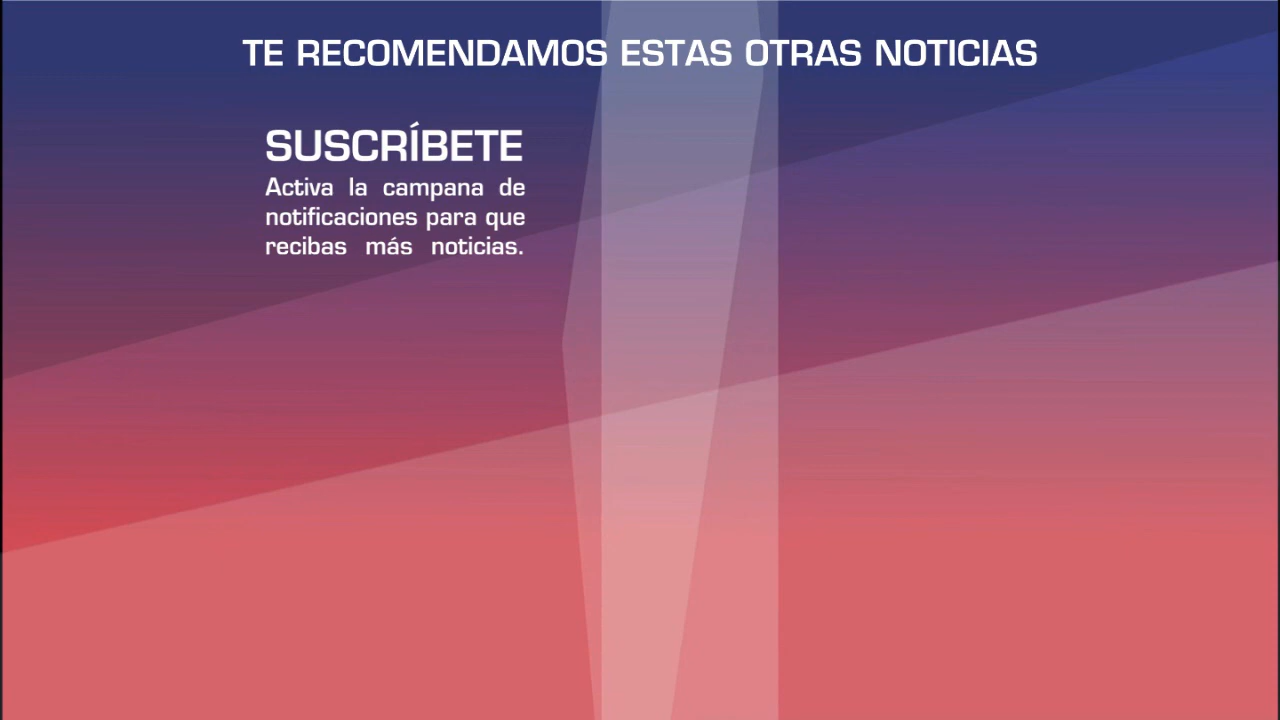 TE RECOMENDAMOS ESTAS OTRAS NOTICIAS
SUSCRÍBETE
Activa la campana de
notificaciones para que
recibas más noticias.